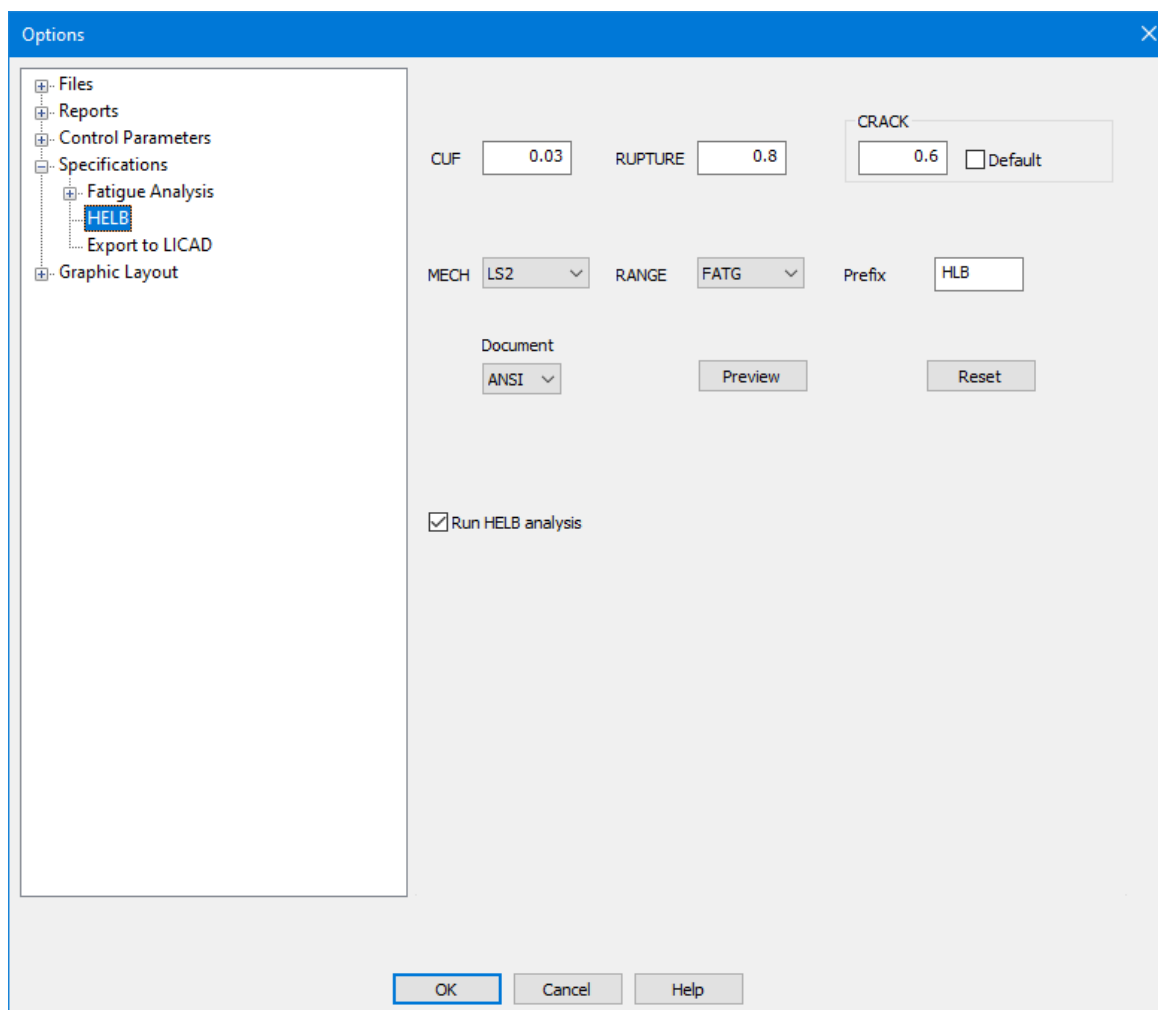 Options
Files
Reports
Control Parameters
Specifications
Fatigue Analysis
HELB
Export to LICAD
Graphic Layout
CRACK
CUF 0.03 RUPTURE 0.8 0.6 Default
MECH LS2 RANGE FATG Prefix HLB
Document
ANSI Preview Reset
Run HELB analysis
OK Cancel Help